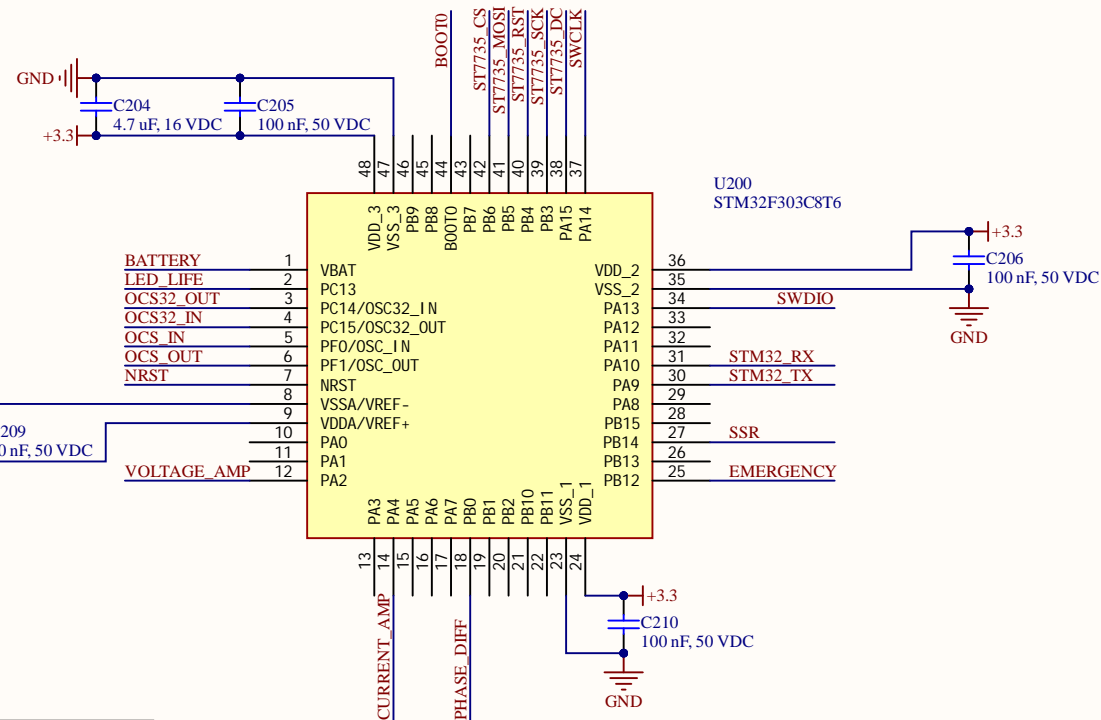 BOOT0
ST7735_CS
ST7735_MOSI
ST7735_RST
ST7735_SCK
ST7735_DC
SWCLK
GND
C204
4.7 uF, 16 VDC
C205
100 nF, 50 VDC
+3.3
48
47
46
45
44
43
42
41
40
39
38
37
VDD_3
VSS_3
PB9
PB8
BOOT0
PB7
PB6
PB5
PB4
PB3
PA15
PA14
U200
STM32F303C8T6
BATTERY 1 VBAT
LED_LIFE 2 PC13
OCS32_OUT 3 PC14/OSC32_IN
OCS32_IN 4 PC15/OSC32_OUT
OCS_IN 5 PF0/OSC_IN
OCS_OUT 6 PF1/OSC_OUT
NRST 7 NRST
8 VSSA/VREF-
9 VDDA/VREF+
10 PA0
11 PA1
VOLTAGE_AMP 12 PA2
209
0 nF, 50 VDC
VDD_2 36
VSS_2 35
PA13 34 SWDIO
PA12 33
PA11 32
PA10 31 STM32_RX
PA9 30 STM32_TX
PA8 29
PB15 28
PB14 27 SSR
PB13 26
PB12 25 EMERGENCY
+3.3
C206
100 nF, 50 VDC
GND
PA3
PA4
PA5
PA6
PA7
PB0
PB1
PB2
PB10
PB11
VSS_1
VDD_1
13
14
15
16
17
18
19
20
21
22
23
24
CURRENT_AMP
PHASE_DIFF
+3.3
C210
100 nF, 50 VDC
GND